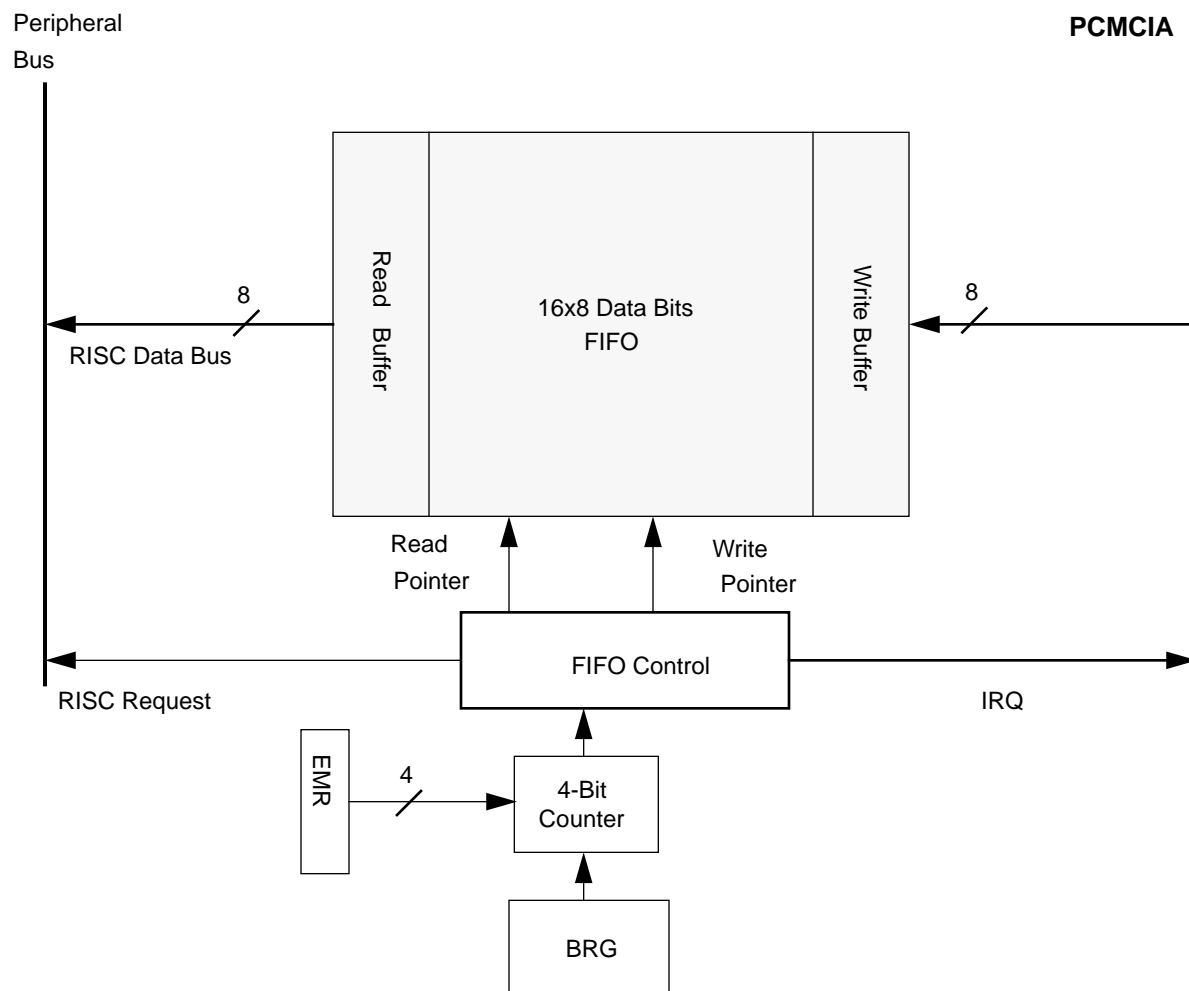 Peripheral
Bus
PCMCIA
Read Buffer
16x8 Data Bits
FIFO
Write Buffer
8
8
RISC Data Bus
Read
Pointer
Write
Pointer
FIFO Control
RISC Request
IRQ
EMR
4
4-Bit
Counter
BRG